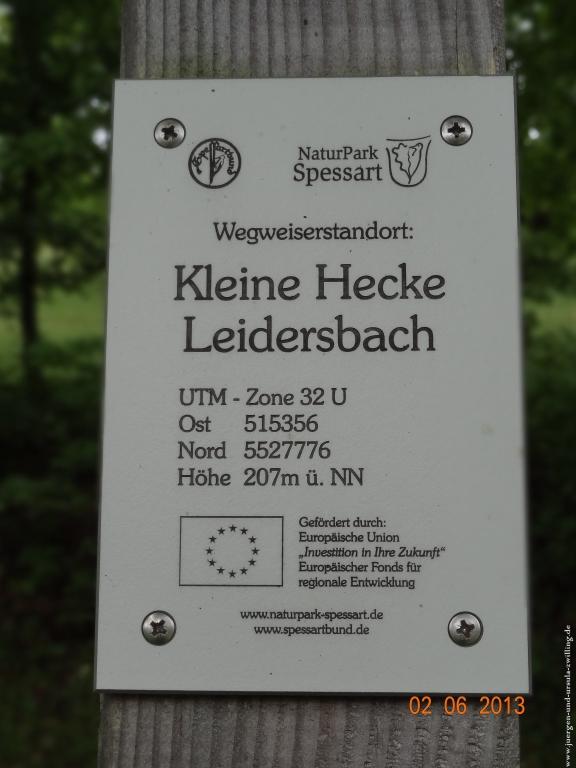 Spessartbund
NaturPark
Spessart
Wegweiserstandort:
Kleine Hecke
Leidersbach
UTM - Zone 32 U
Ost 515356
Nord 5527776
Höhe 207m ü. NN
Gefördert durch:
Europäische Union
„Investition in Ihre Zukunft“
Europäischer Fonds für
regionale Entwicklung
www.naturpark-spessart.de
www.spessartbund.de
02 06 2013
www.juergen-und-ursula-zwilling.de